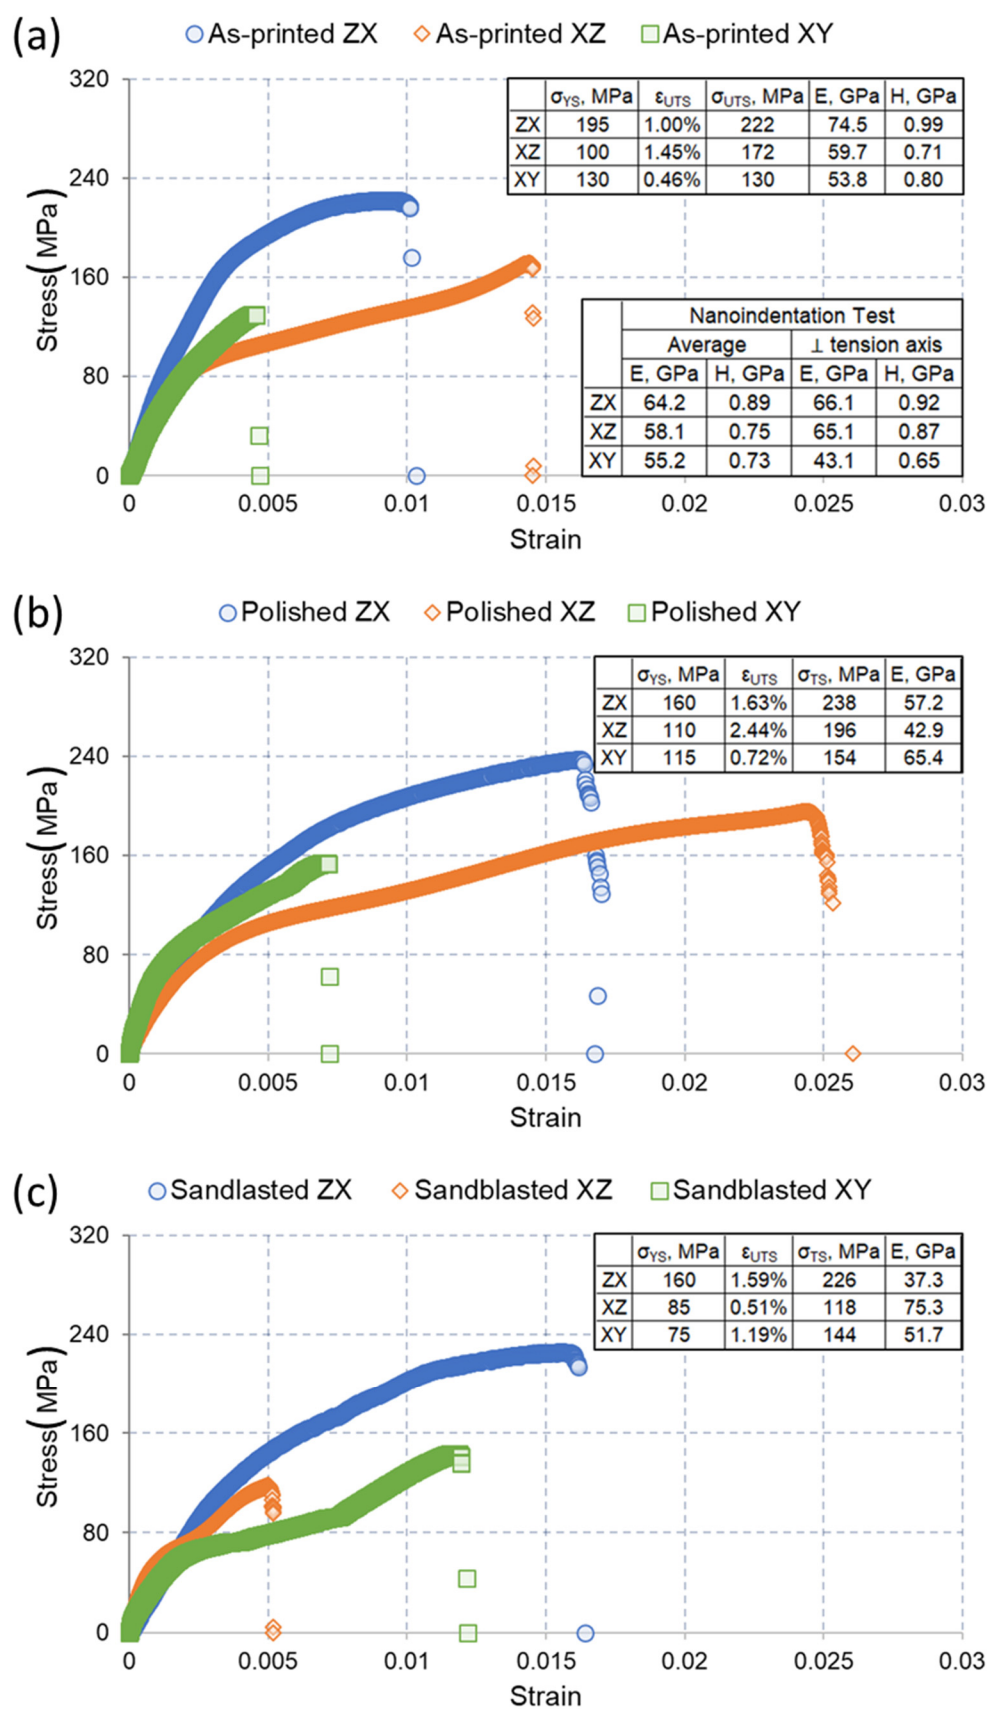 (a)
As-printed ZX As-printed XZ As-printed XY
320
240
160
80
0
Stress(MPa)
0 0.005 0.01 0.015 0.02 0.025 0.03
Strain
σYS, MPa εUTS σUTS, MPa E, GPa H, GPa
ZX 195 1.00% 222 74.5 0.99
XZ 100 1.45% 172 59.7 0.71
XY 130 0.46% 130 53.8 0.80
Nanoindentation Test
Average ⊥ tension axis
E, GPa H, GPa E, GPa H, GPa
ZX 64.2 0.89 66.1 0.92
XZ 58.1 0.75 65.1 0.87
XY 55.2 0.73 43.1 0.65
(b)
Polished ZX Polished XZ Polished XY
320
240
160
80
0
Stress(MPa)
0 0.005 0.01 0.015 0.02 0.025 0.03
Strain
σYS, MPa εUTS σTS, MPa E, GPa
ZX 160 1.63% 238 57.2
XZ 110 2.44% 196 42.9
XY 115 0.72% 154 65.4
(c)
Sandlasted ZX Sandblasted XZ Sandblasted XY
320
240
160
80
0
Stress(MPa)
0 0.005 0.01 0.015 0.02 0.025 0.03
Strain
σYS, MPa εUTS σTS, MPa E, GPa
ZX 160 1.59% 226 37.3
XZ 85 0.51% 118 75.3
XY 75 1.19% 144 51.7